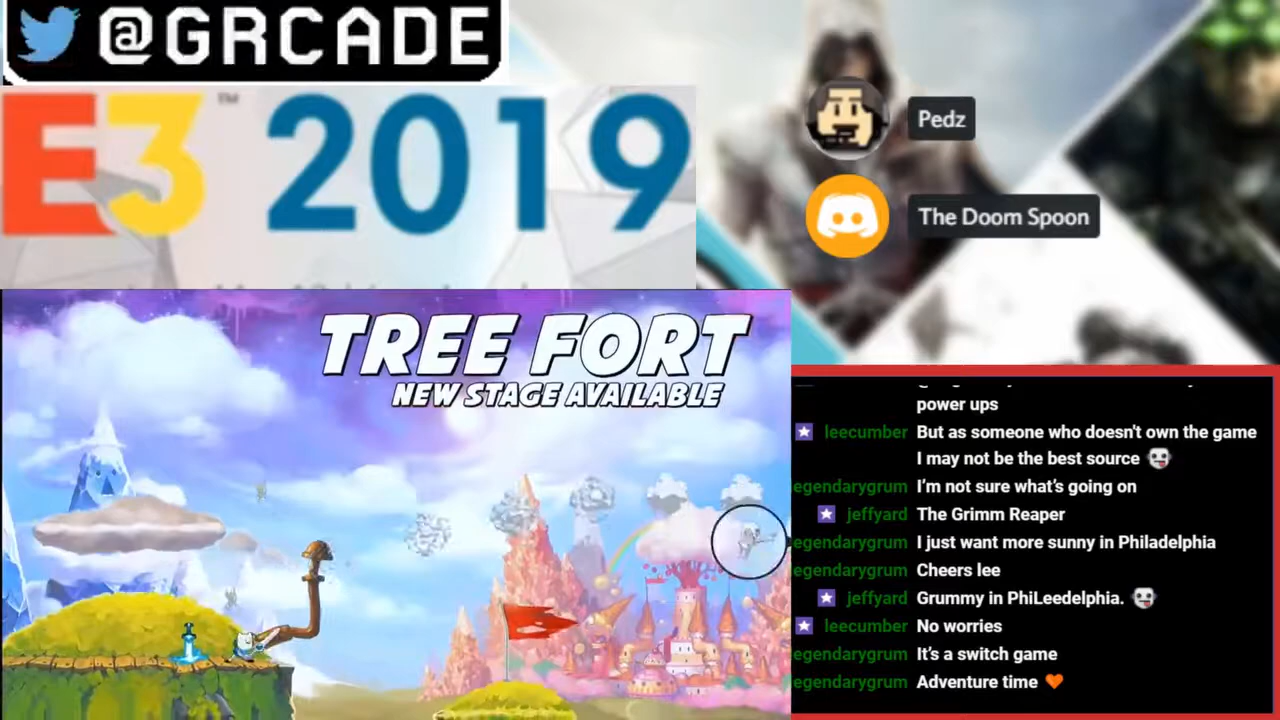 @GRCADE
E3™ 2019
Pedz
The Doom Spoon
TREE FORT
NEW STAGE AVAILABLE
power ups
leecumber But as someone who doesn't own the game
I may not be the best source
egendarygrum I'm not sure what's going on
jeffyard The Grimm Reaper
egendarygrum I just want more sunny in Philadelphia
egendarygrum Cheers lee
jeffyard Grummy in PhiLeedelphia.
leecumber No worries
egendarygrum It's a switch game
egendarygrum Adventure time